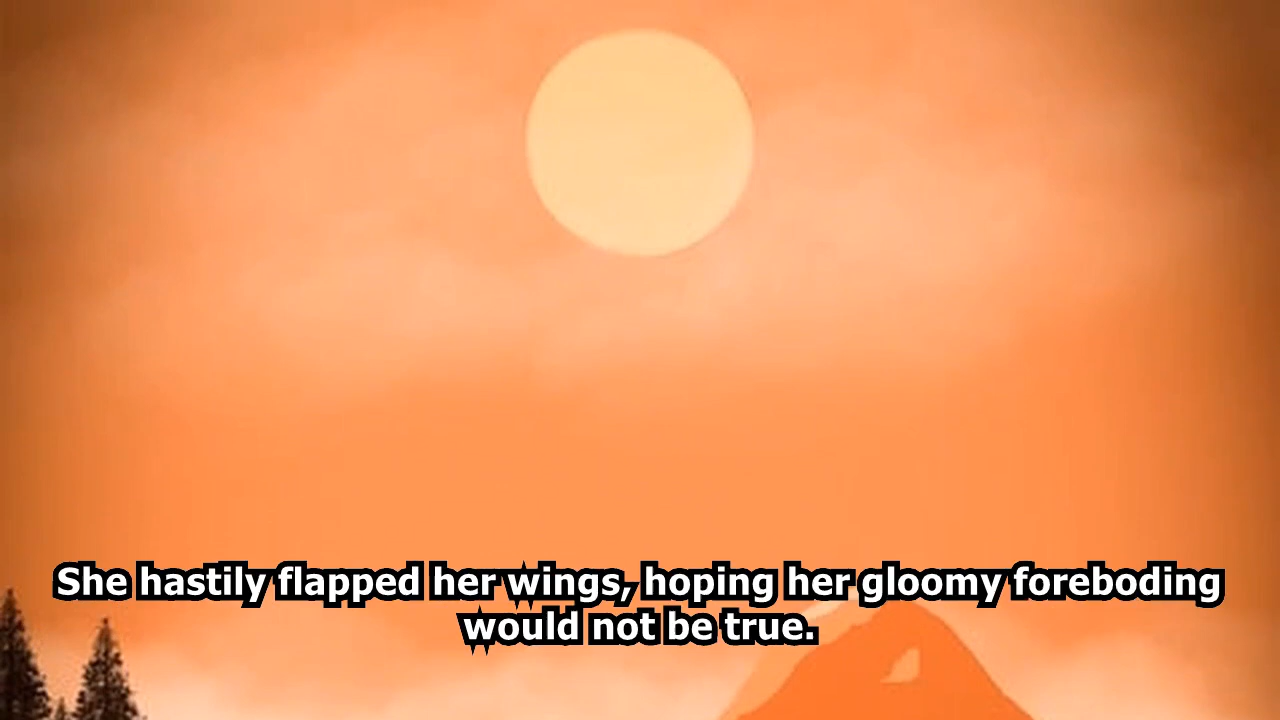 She hastily flapped her wings, hoping her gloomy foreboding
would not be true.